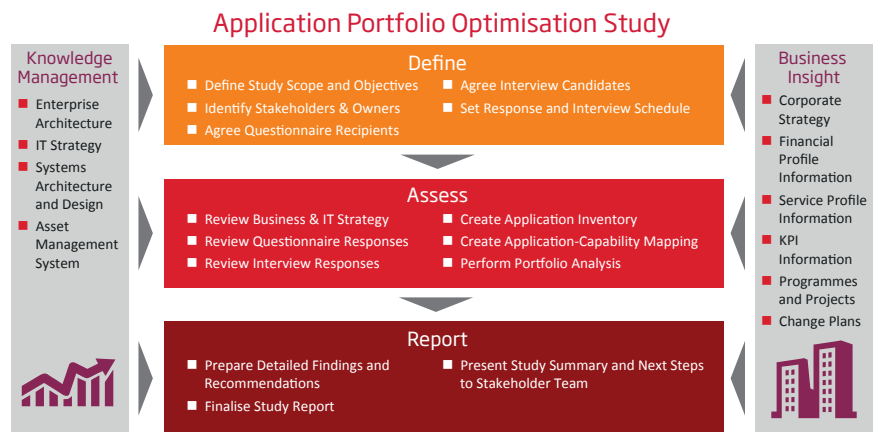 Application Portfolio Optimisation Study
Knowledge
Management
Enterprise
Architecture
IT Strategy
Systems
Architecture
and Design
Asset
Management
System
Define
Define Study Scope and Objectives
Identify Stakeholders & Owners
Agree Questionnaire Recipients
Agree Interview Candidates
Set Response and Interview Schedule
Assess
Review Business & IT Strategy
Review Questionnaire Responses
Review Interview Responses
Create Application Inventory
Create Application-Capability Mapping
Perform Portfolio Analysis
Report
Prepare Detailed Findings and
Recommendations
Finalise Study Report
Present Study Summary and Next Steps
to Stakeholder Team
Business
Insight
Corporate
Strategy
Financial
Profile
Information
Service Profile
Information
KPI
Information
Programmes
and Projects
Change Plans